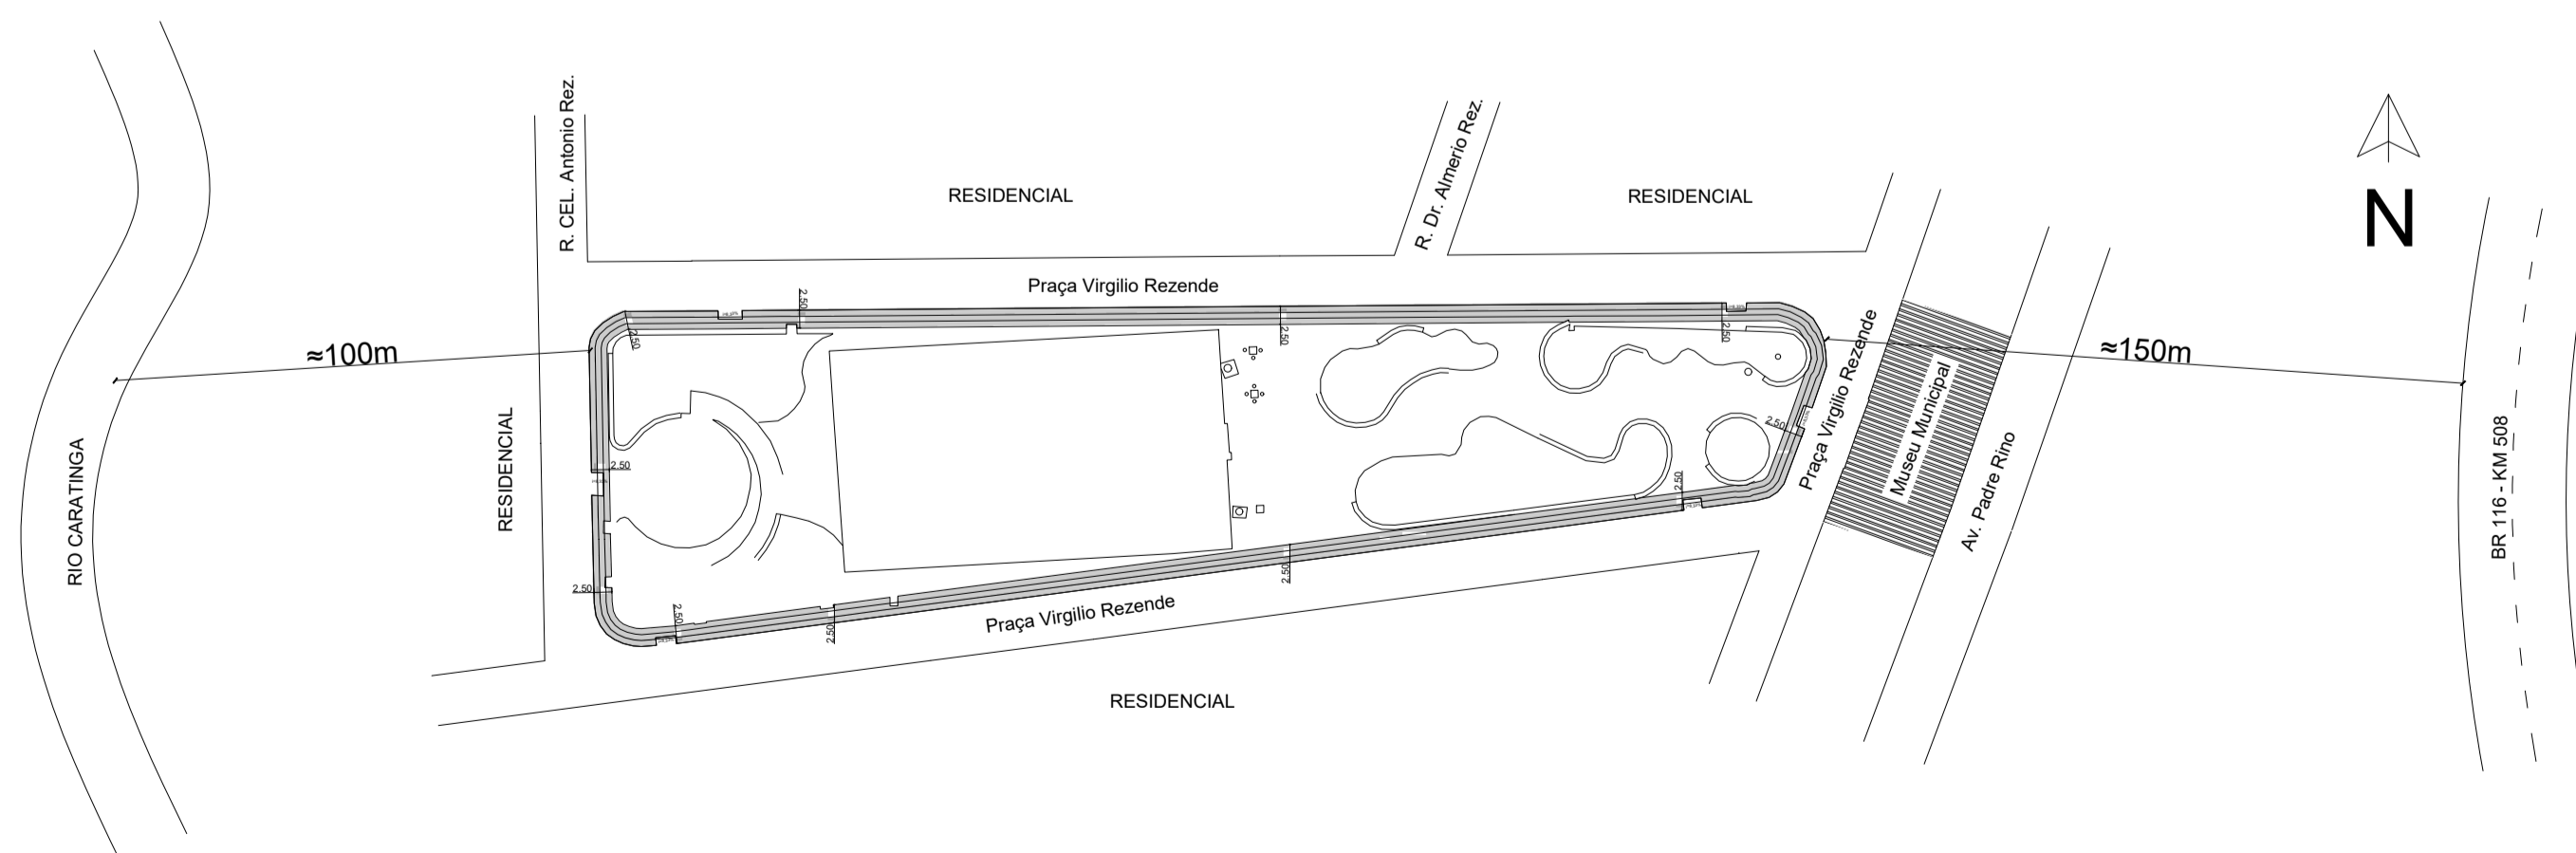 R. CEL. Antonio Rez.
R. Dr. Almerio Rez.
RESIDENCIAL
RESIDENCIAL
N
Praça Virgilio Rezende
2.50
2.50
2.50
2.50
≈100m
≈150m
Praça Virgilio Rezende
Museu Municipal
Av. Padre Rino
BR 116 - KM 508
RIO CARATINGA
RESIDENCIAL
2.50
2.50
2.50
2.50
2.50
2.50
2.50
Praça Virgilio Rezende
RESIDENCIAL